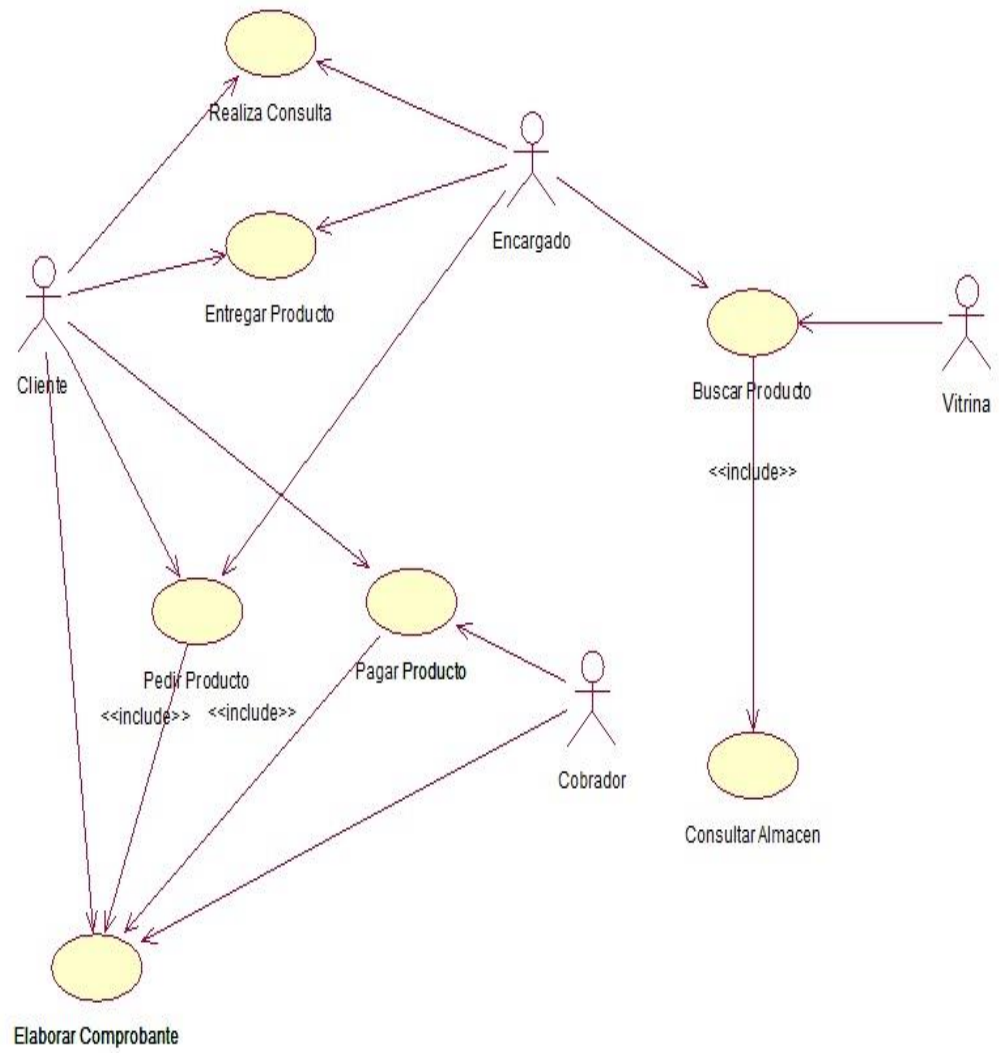 Realiza Consulta
Encargado
Entregar Producto
Cliente
Buscar Producto
Vitrina
<<include>>
Pedir Producto
Pagar Producto
<<include>>
<<include>>
Cobrador
Consultar Almacen
Elaborar Comprobante